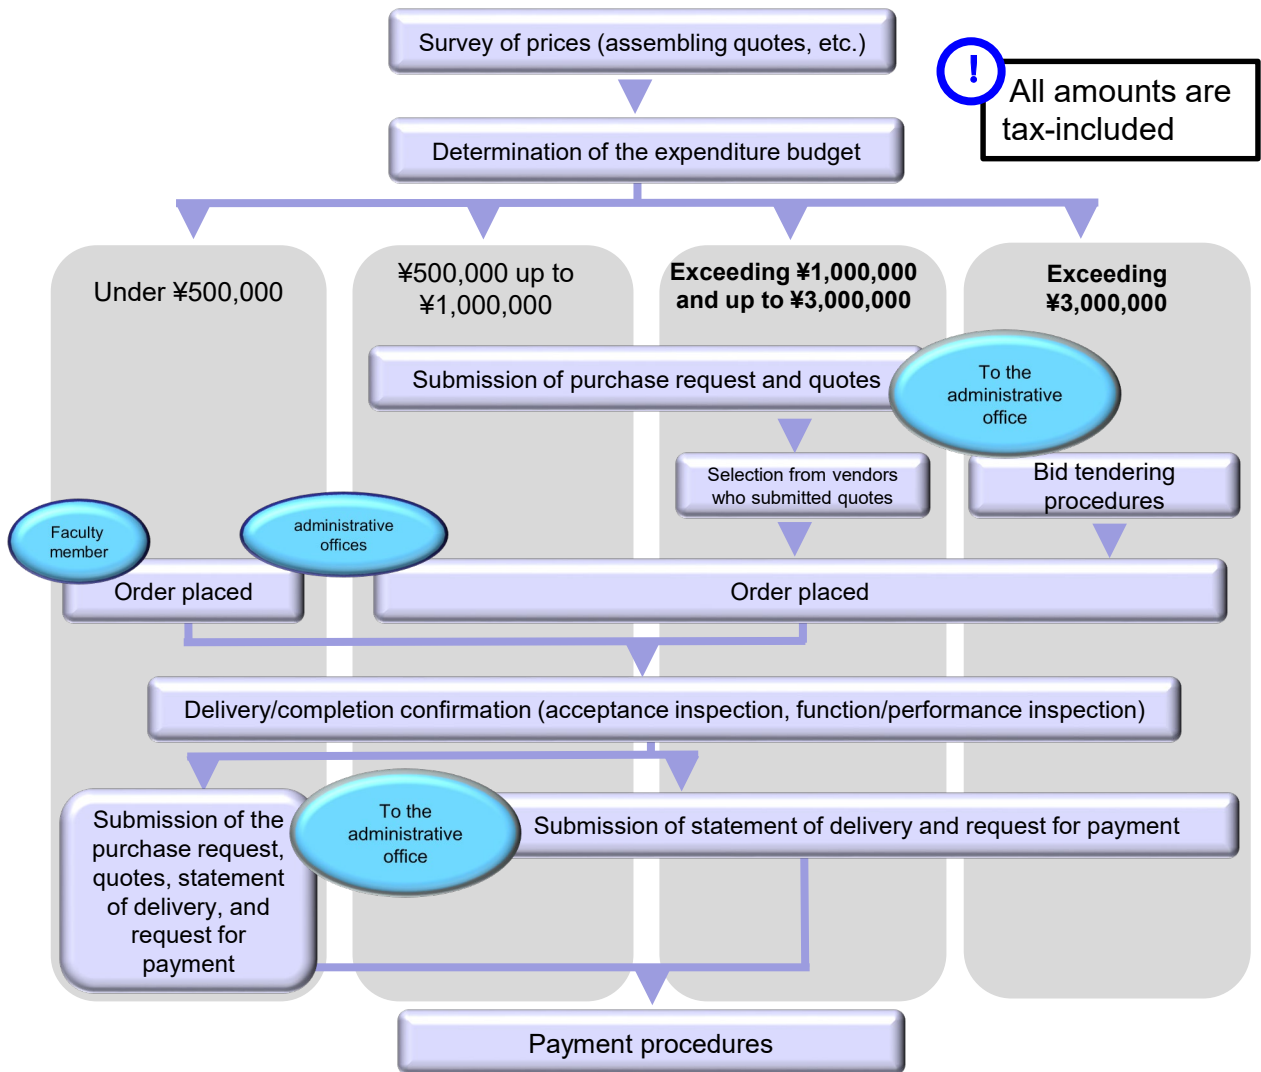 Survey of prices (assembling quotes, etc.)
!
All amounts are
tax-included
Determination of the expenditure budget
Under ¥500,000
¥500,000 up to
¥1,000,000
Exceeding ¥1,000,000
and up to ¥3,000,000
Exceeding
¥3,000,000
Submission of purchase request and quotes
To the
administrative
office
Selection from vendors
who submitted quotes
Bid tendering
procedures
Faculty
member
administrative
offices
Order placed
Order placed
Delivery/completion confirmation (acceptance inspection, function/performance inspection)
Submission of the
purchase request,
quotes, statement
of delivery, and
request for
payment
To the
administrative
office
Submission of statement of delivery and request for payment
Payment procedures